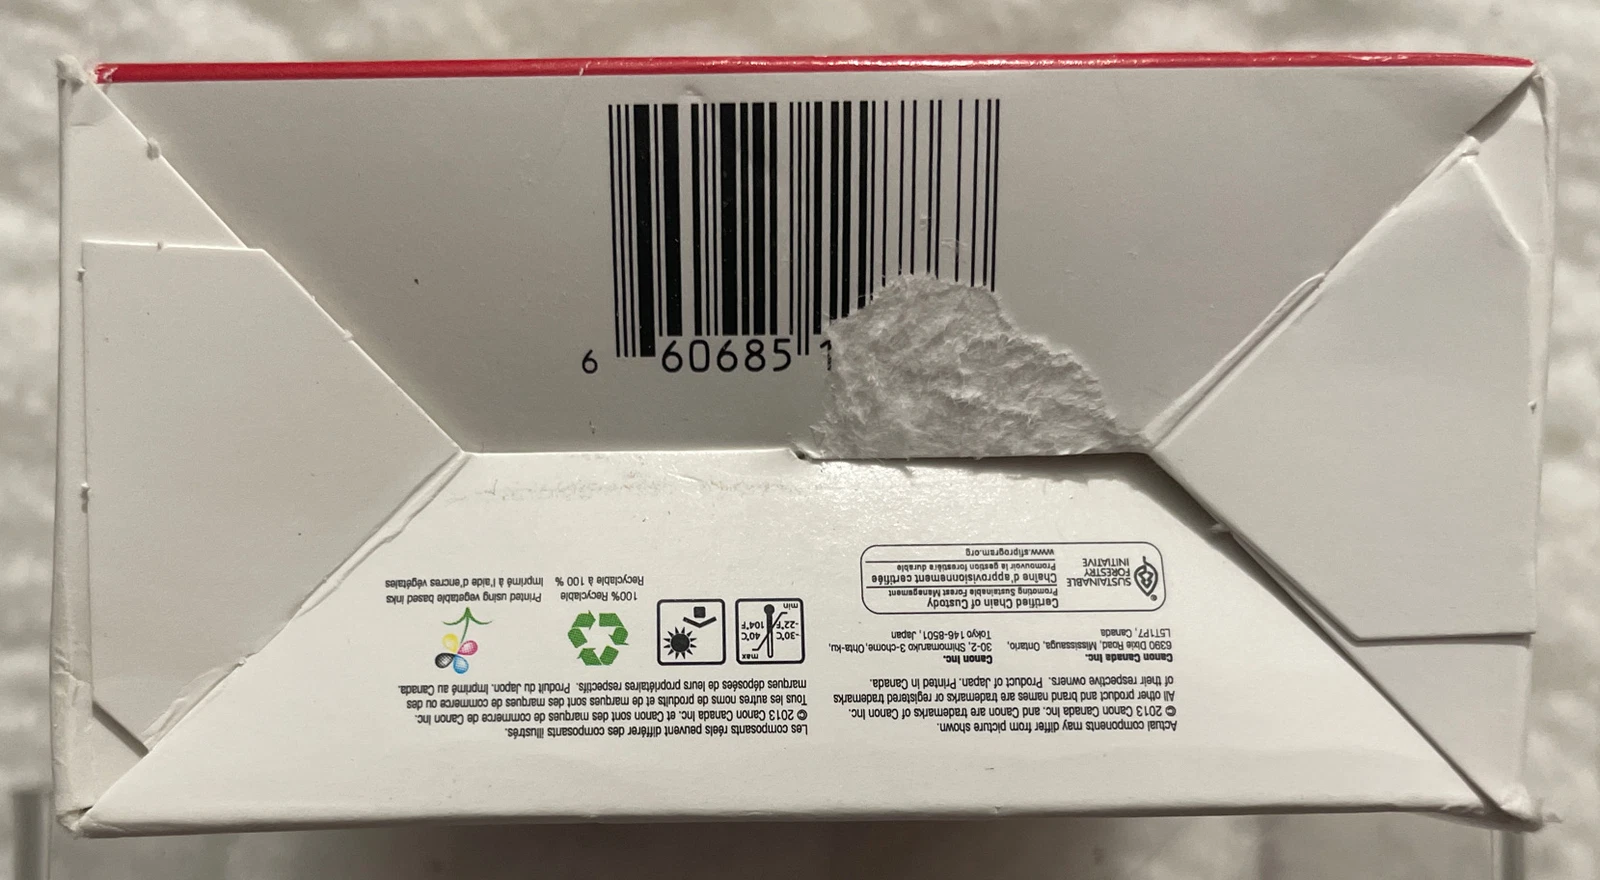 6 60685 1
Actual components may differ from picture shown.
© 2013 Canon Canada Inc, and Canon are trademarks of Canon Inc.
All other product and brand names are trademarks or registered trademarks
of their respective owners. Product of Japan. Printed in Canada.
Canon Canada Inc.
6390 Dixie Road, Mississauga, Ontario,
L5T1P7, Canada
Canon Inc.
30-2, Shimomaruko 3-chome, Ohta-ku,
Tokyo 146-8501, Japan
SUSTAINABLE
FORESTRY
INITIATIVE
Certified Chain of Custody
Promoting Sustainable Forest Management
Chaîne d'approvisionnement certifiée
Promouvoir la gestion forestière durable
www.sfiprogram.org
Les composants réels peuvent différer des composants illustrés.
© 2013 Canon Canada Inc. et Canon sont des marques de commerce de Canon Inc.
Tous les autres noms de produits et de marques sont des marques de commerce ou des
marques déposées de leurs propriétaires respectifs. Produit du Japon. Imprimé au Canada.
max
-30°C 40°C
-22°F 104°F
min
100% Recyclable
Recyclable à 100 %
Printed using vegetable based inks
Imprimé à l'aide d'encres végétales